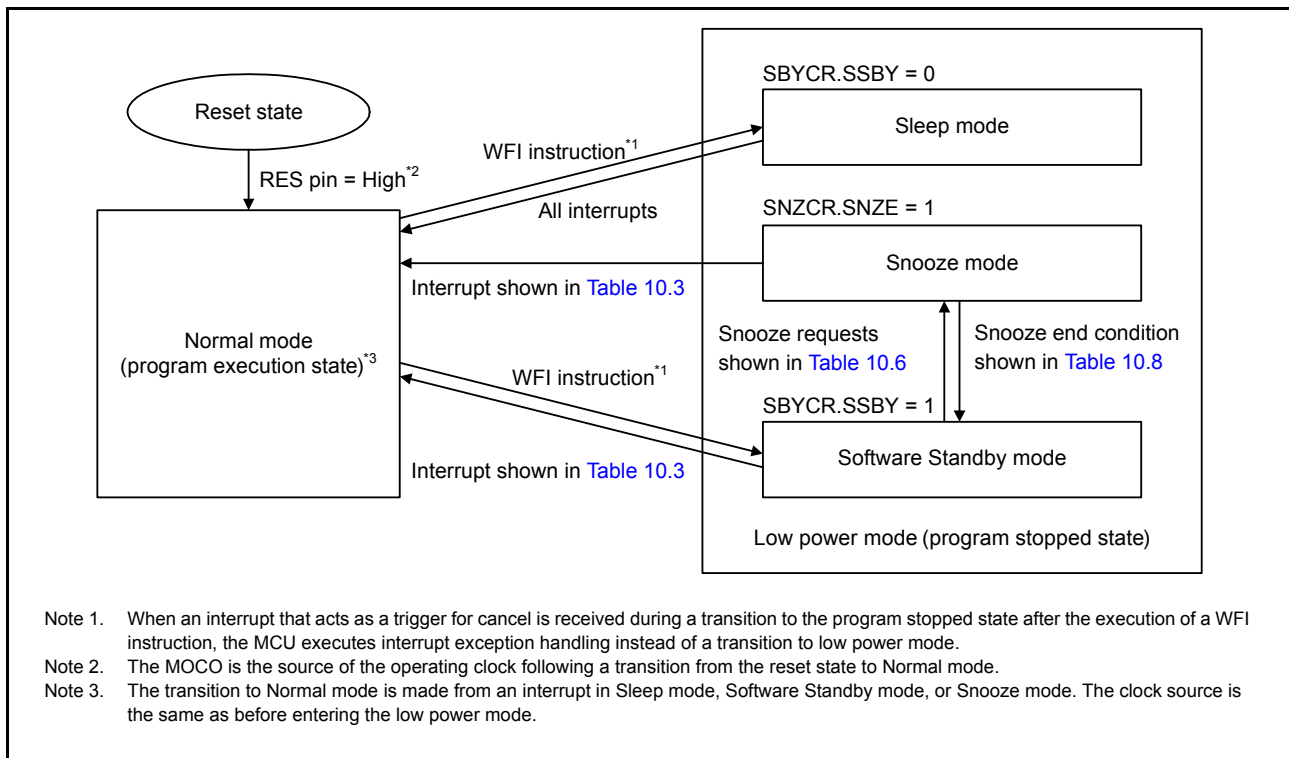 SBYCR.SSBY = 0
Reset state
Sleep mode
WFI instruction*1
RES pin = High*2
All interrupts
SNZCR.SNZE = 1
Snooze mode
Interrupt shown in Table 10.3
Normal mode
(program execution state)*3
Snooze requests
shown in Table 10.6
Snooze end condition
shown in Table 10.8
WFI instruction*1
SBYCR.SSBY = 1
Software Standby mode
Interrupt shown in Table 10.3
Low power mode (program stopped state)
Note 1. When an interrupt that acts as a trigger for cancel is received during a transition to the program stopped state after the execution of a WFI
instruction, the MCU executes interrupt exception handling instead of a transition to low power mode.
Note 2. The MOCO is the source of the operating clock following a transition from the reset state to Normal mode.
Note 3. The transition to Normal mode is made from an interrupt in Sleep mode, Software Standby mode, or Snooze mode. The clock source is
the same as before entering the low power mode.